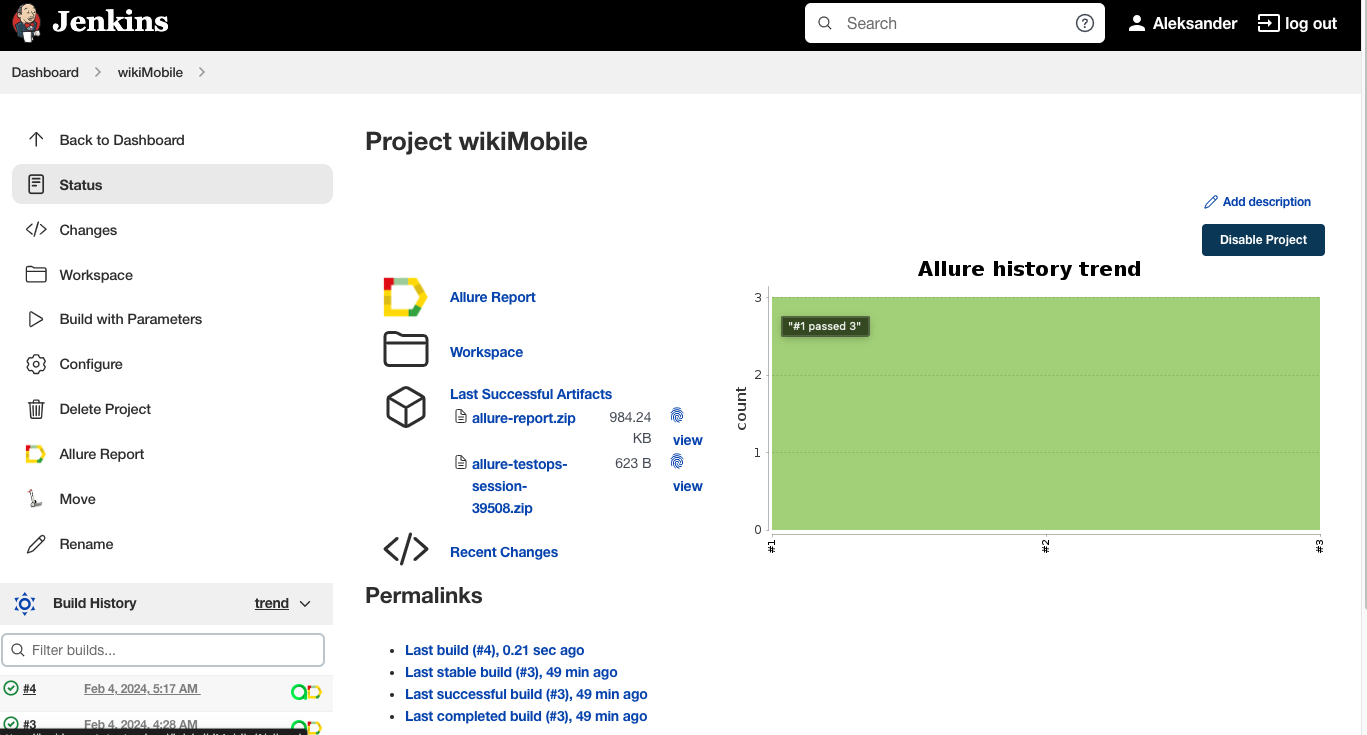 Jenkins
Search
Aleksander
log out
Dashboard
wikiMobile
Back to Dashboard
Status
Changes
Workspace
Build with Parameters
Configure
Delete Project
Allure Report
Move
Rename
Build History
trend
Filter builds...
#4
Feb 4, 2024, 5:17 AM
#3
Feb 4, 2024, 4:28 AM
Project wikiMobile
Add description
Disable Project
Allure Report
Workspace
Last Successful Artifacts
allure-report.zip
984.24
KB
view
allure-testops-
session-
39508.zip
623 B
view
Recent Changes
Allure history trend
"#1 passed 3"
count
3
2
1
0
#1
#2
#3
Permalinks
Last build (#4), 0.21 sec ago
Last stable build (#3), 49 min ago
Last successful build (#3), 49 min ago
Last completed build (#3), 49 min ago